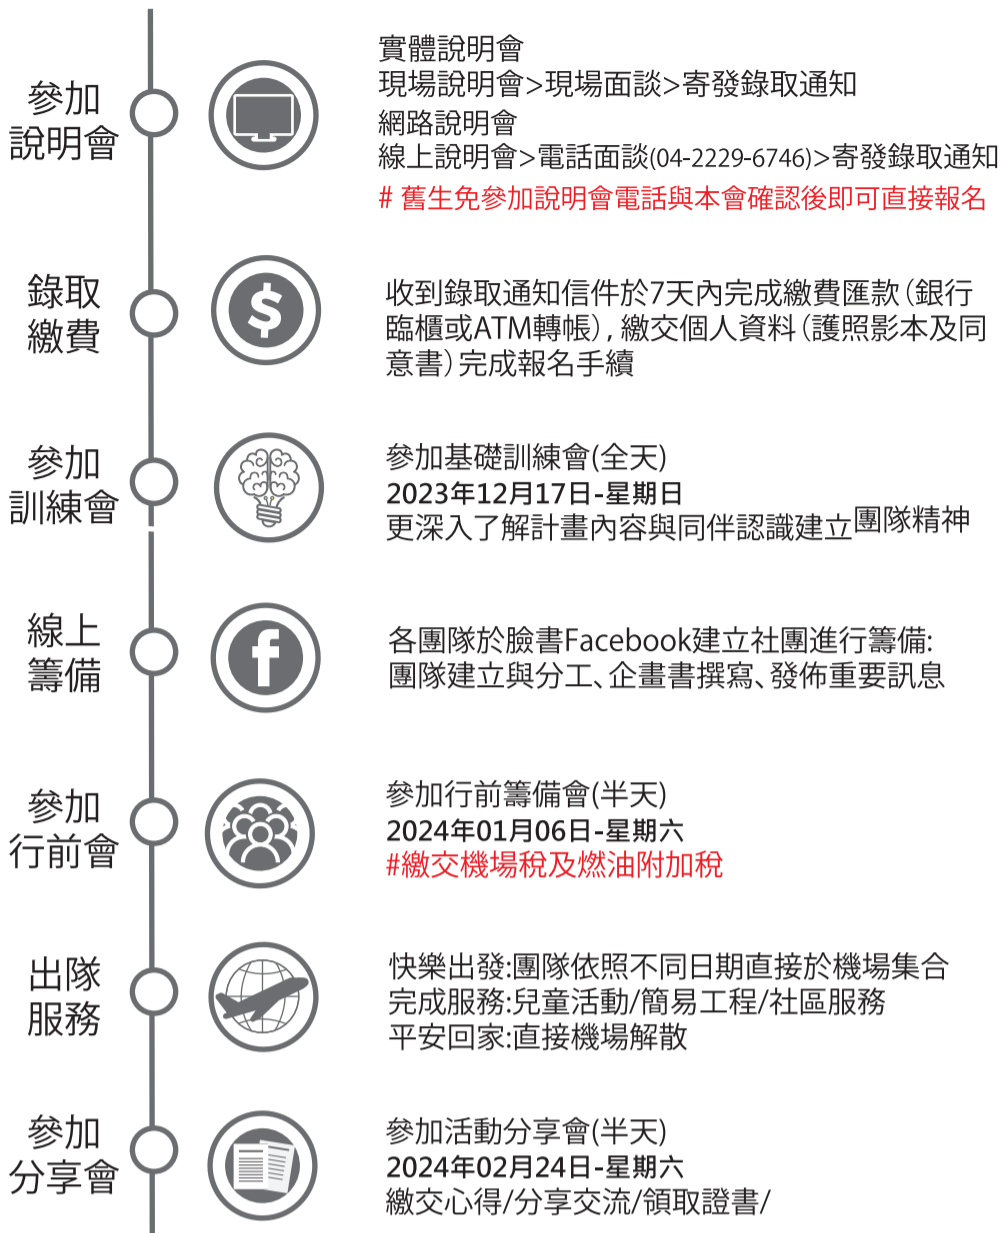 參加
說明會
實體說明會
現場說明會>現場面談>寄發錄取通知
網路說明會
線上說明會>電話面談(04-2229-6746)>寄發錄取通知
# 舊生免參加說明會電話與本會確認後即可直接報名
錄取
繳費
$
收到錄取通知信件於7天內完成繳費匯款(銀行
臨櫃或ATM轉帳), 繳交個人資料(護照影本及同
意書)完成報名手續
參加
訓練會
參加基礎訓練會(全天)
2023年12月17日-星期日
更深入了解計畫內容與同伴認識建立團隊精神
線上
籌備
f
各團隊於臉書Facebook建立社團進行籌備:
團隊建立與分工、企畫書撰寫、發佈重要訊息
參加
行前會
參加行前籌備會(半天)
2024年01月06日-星期六
#繳交機場稅及燃油附加稅
出隊
服務
快樂出發:團隊依照不同日期直接於機場集合
完成服務:兒童活動/簡易工程/社區服務
平安回家:直接機場解散
參加
分享會
參加活動分享會(半天)
2024年02月24日-星期六
繳交心得/分享交流/領取證書/